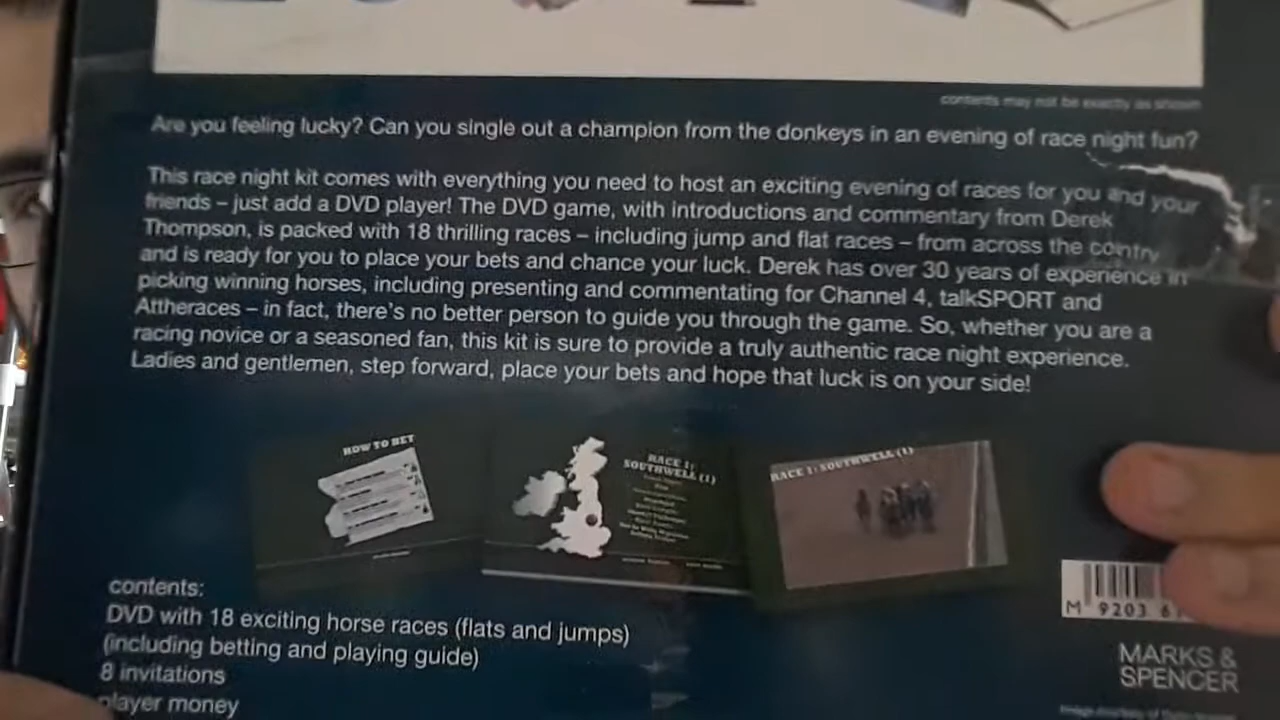 contents may not be exactly as shown
Are you feeling lucky? Can you single out a champion from the donkeys in an evening of race night fun?
This race night kit comes with everything you need to host an exciting evening of races for you and your
friends – just add a DVD player! The DVD game, with introductions and commentary from Derek
Thompson, is packed with 18 thrilling races – including jump and flat races – from across the country
and is ready for you to place your bets and chance your luck. Derek has over 30 years of experience in
picking winning horses, including presenting and commentating for Channel 4, talkSPORT and
Attheraces – in fact, there's no better person to guide you through the game. So, whether you are a
racing novice or a seasoned fan, this kit is sure to provide a truly authentic race night experience.
Ladies and gentlemen, step forward, place your bets and hope that luck is on your side!
HOW TO BET
RACE 1:
SOUTHWELL (1)
RACE 1: SOUTHWELL (1)
contents:
DVD with 18 exciting horse races (flats and jumps)
(including betting and playing guide)
8 invitations
player money
M 9203 6
MARKS &
SPENCER